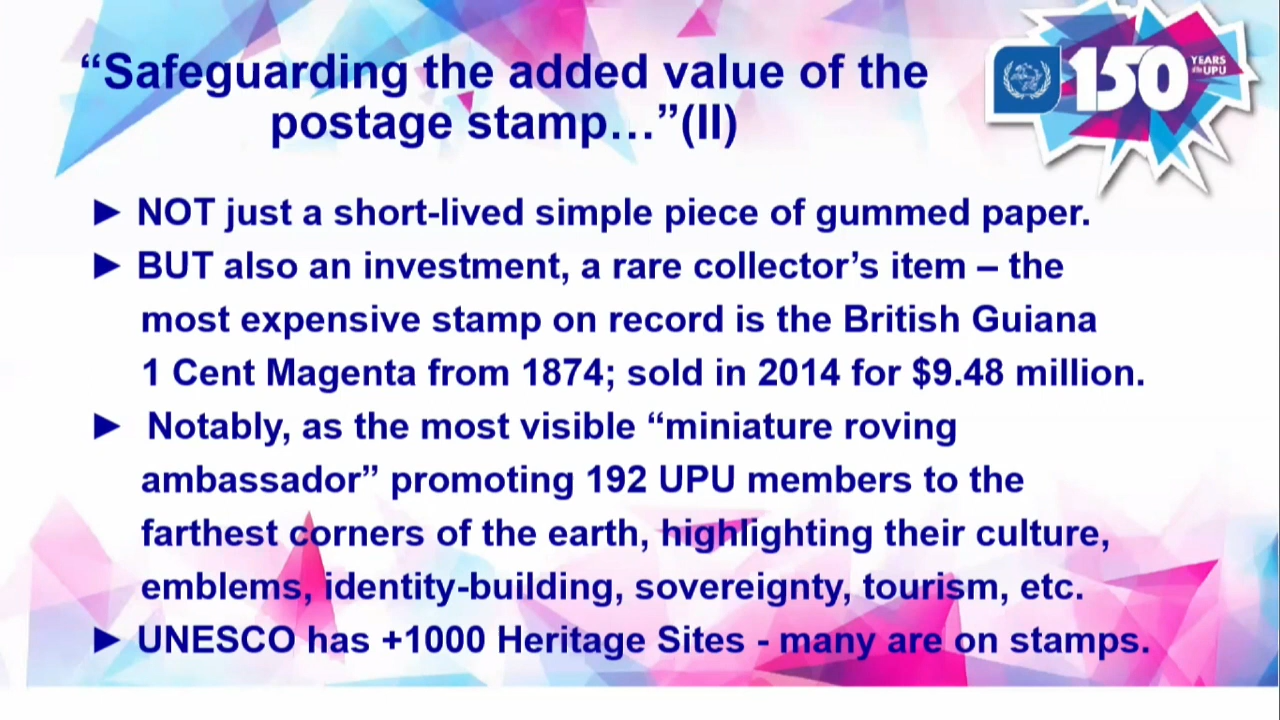 “Safeguarding the added value of the
postage stamp…”(II)
150
YEARS
of the UPU
► NOT just a short-lived simple piece of gummed paper.
► BUT also an investment, a rare collector’s item – the
most expensive stamp on record is the British Guiana
1 Cent Magenta from 1874; sold in 2014 for $9.48 million.
► Notably, as the most visible “miniature roving
ambassador” promoting 192 UPU members to the
farthest corners of the earth, highlighting their culture,
emblems, identity-building, sovereignty, tourism, etc.
► UNESCO has +1000 Heritage Sites - many are on stamps.